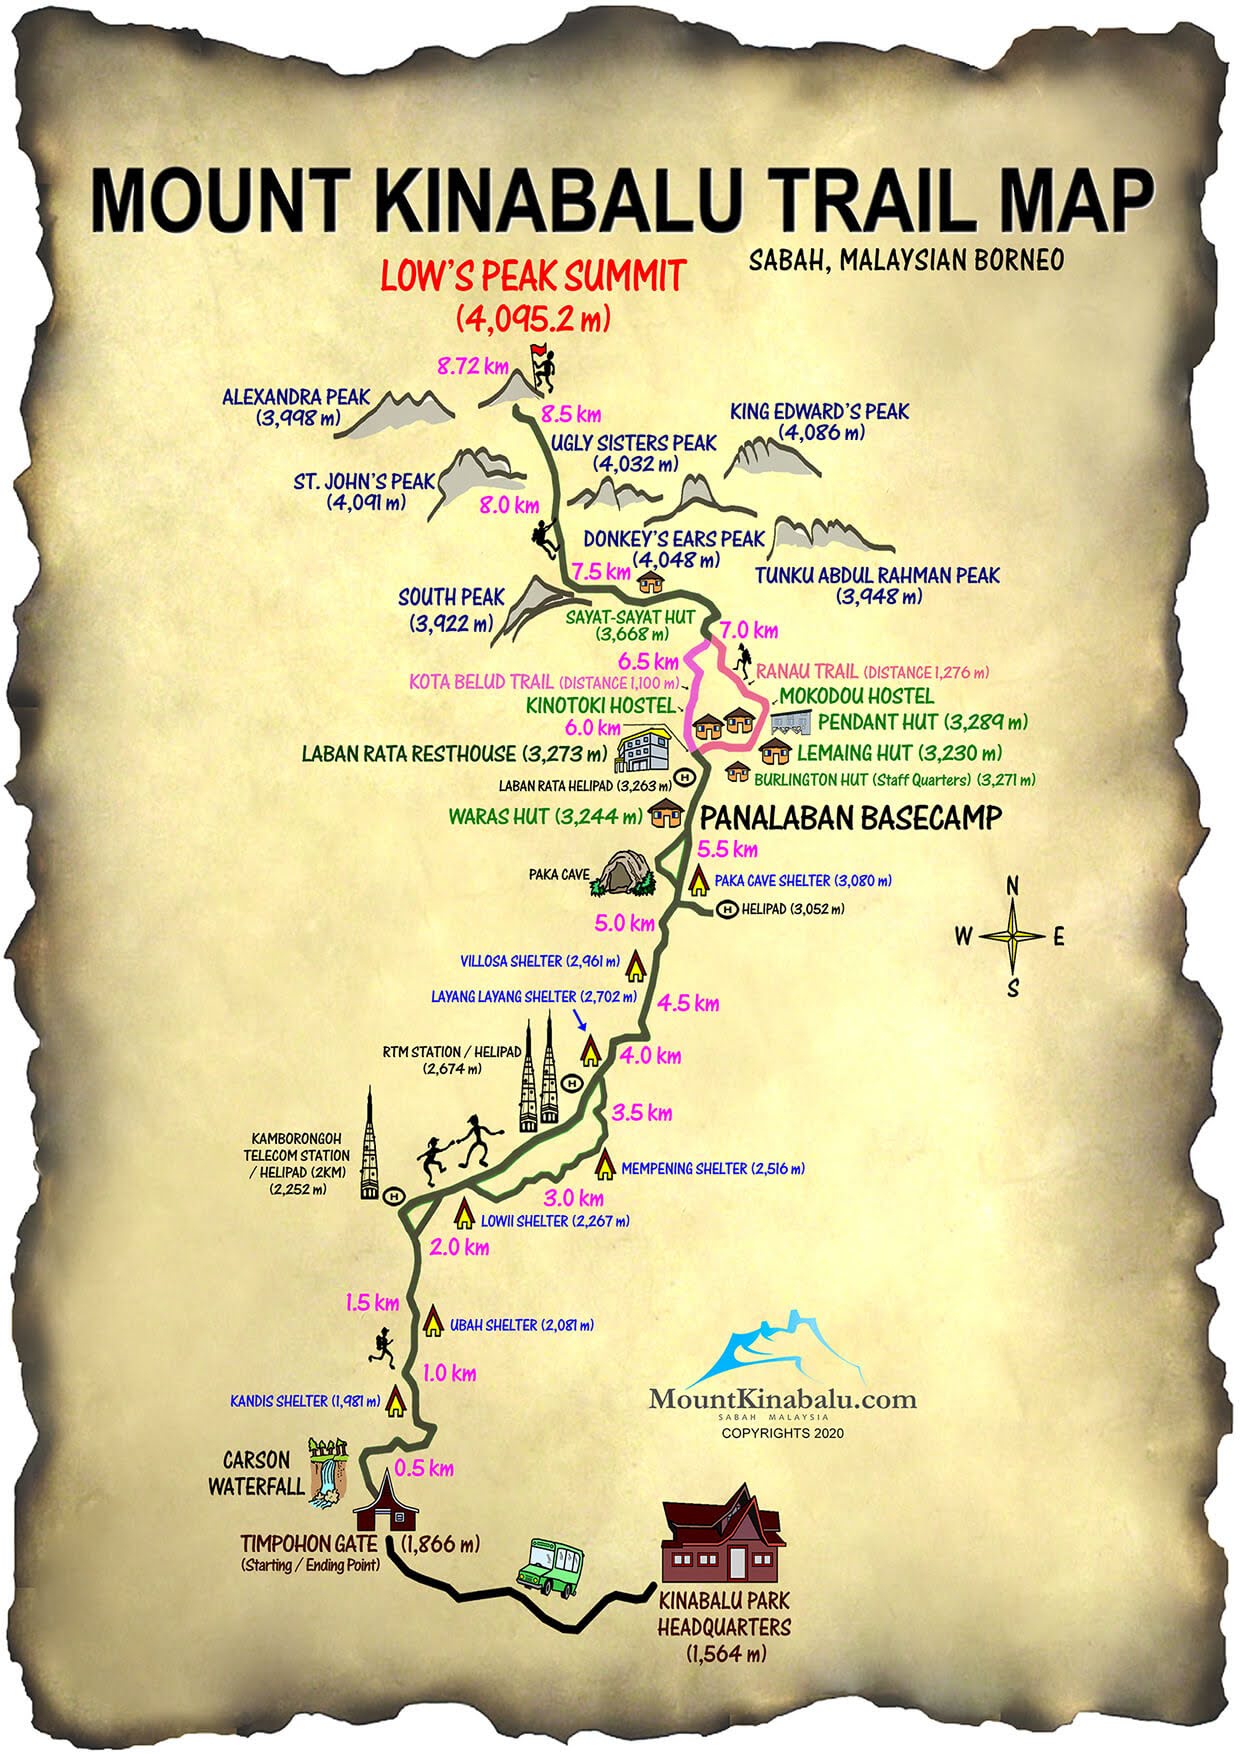 MOUNT KINABALU TRAIL MAP
SABAH, MALAYSIAN BORNEO
LOW'S PEAK SUMMIT
(4,095.2 m)
8.72 km
ALEXANDRA PEAK
(3,998 m)
8.5 km
KING EDWARD'S PEAK
(4,086 m)
UGLY SISTERS PEAK
(4,032 m)
ST. JOHN'S PEAK
(4,091 m)
8.0 km
DONKEY'S EARS PEAK
(4,048 m)
7.5 km
TUNKU ABDUL RAHMAN PEAK
(3,948 m)
SOUTH PEAK
(3,922 m)
SAYAT-SAYAT HUT
(3,668 m)
7.0 km
6.5 km
RANAU TRAIL (DISTANCE 1,276 m)
KOTA BELUD TRAIL (DISTANCE 1,100 m)
MOKODOU HOSTEL
KINOTOKI HOSTEL
PENDANT HUT (3,289 m)
6.0 km
LABAN RATA RESTHOUSE (3,273 m)
LEMAING HUT (3,230 m)
BURLINGTON HUT (Staff Quarters) (3,271 m)
LABAN RATA HELIPAD (3,263 m)
H
WARAS HUT (3,244 m)
PANALABAN BASECAMP
5.5 km
PAKA CAVE
PAKA CAVE SHELTER (3,080 m)
H
HELIPAD (3,052 m)
5.0 km
N
W
E
S
VILLOSA SHELTER (2,961 m)
LAYANG LAYANG SHELTER (2,702 m)
4.5 km
RTM STATION / HELIPAD
(2,674 m)
4.0 km
H
3.5 km
KAMBORONGOH
TELECOM STATION
/ HELIPAD (2KM)
(2,252 m)
H
MEMPENING SHELTER (2,516 m)
3.0 km
LOWII SHELTER (2,267 m)
2.0 km
1.5 km
UBAH SHELTER (2,081 m)
1.0 km
KANDIS SHELTER (1,981 m)
MountKinabalu.com
SABAH MALAYSIA
COPYRIGHTS 2020
CARSON
WATERFALL
0.5 km
TIMPOHON GATE (1,866 m)
(Starting / Ending Point)
KINABALU PARK
HEADQUARTERS
(1,564 m)